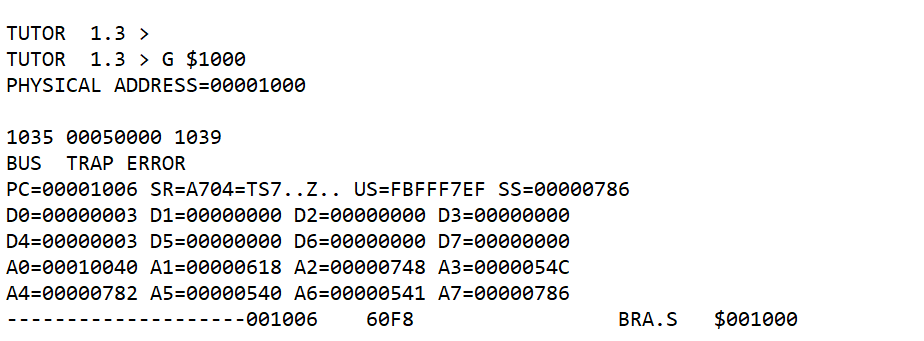 TUTOR  1.3 >
TUTOR  1.3 > G $1000
PHYSICAL ADDRESS=00001000
1035 00050000 1039
BUS  TRAP ERROR
PC=00001006 SR=A704=TS7..Z.. US=FBFFF7EF SS=00000786
D0=00000003 D1=00000000 D2=00000000 D3=00000000
D4=00000003 D5=00000000 D6=00000000 D7=00000000
A0=00010040 A1=00000618 A2=00000748 A3=0000054C
A4=00000782 A5=00000540 A6=00000541 A7=00000786
--------------------001006    60F8                 BRA.S   $001000